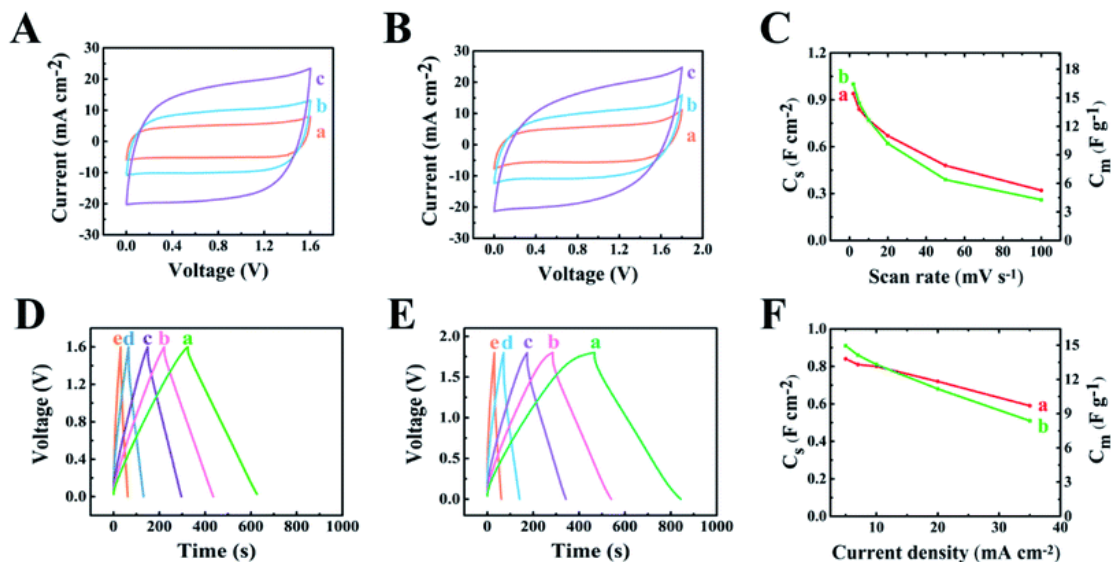 A
Current (mA cm-2)
30
20
10
0
-10
-20
-30
0.0 0.4 0.8 1.2 1.6
Voltage (V)
c
b
a
B
Current (mA cm-2)
30
20
10
0
-10
-20
-30
0.0 0.4 0.8 1.2 1.6 2.0
Voltage (V)
c
b
a
C
Cs (F cm-2)
1.2
0.9
0.6
0.3
0.0
b
a
0 20 40 60 80 100
Scan rate (mV s-1)
18
15
12
9
6
3
0
Cm (F g-1)
D
Voltage (V)
1.6
1.2
0.8
0.4
0.0
e d c b a
0 200 400 600 800 1000
Time (s)
E
Voltage (V)
2.0
1.5
1.0
0.5
0.0
e d c b a
0 200 400 600 800 1000
Time (s)
F
Cs (F cm-2)
1.0
0.8
0.6
0.4
0.2
0.0
a
b
10 20 30 40
Current density (mA cm-2)
15
12
9
6
3
0
Cm (F g-1)